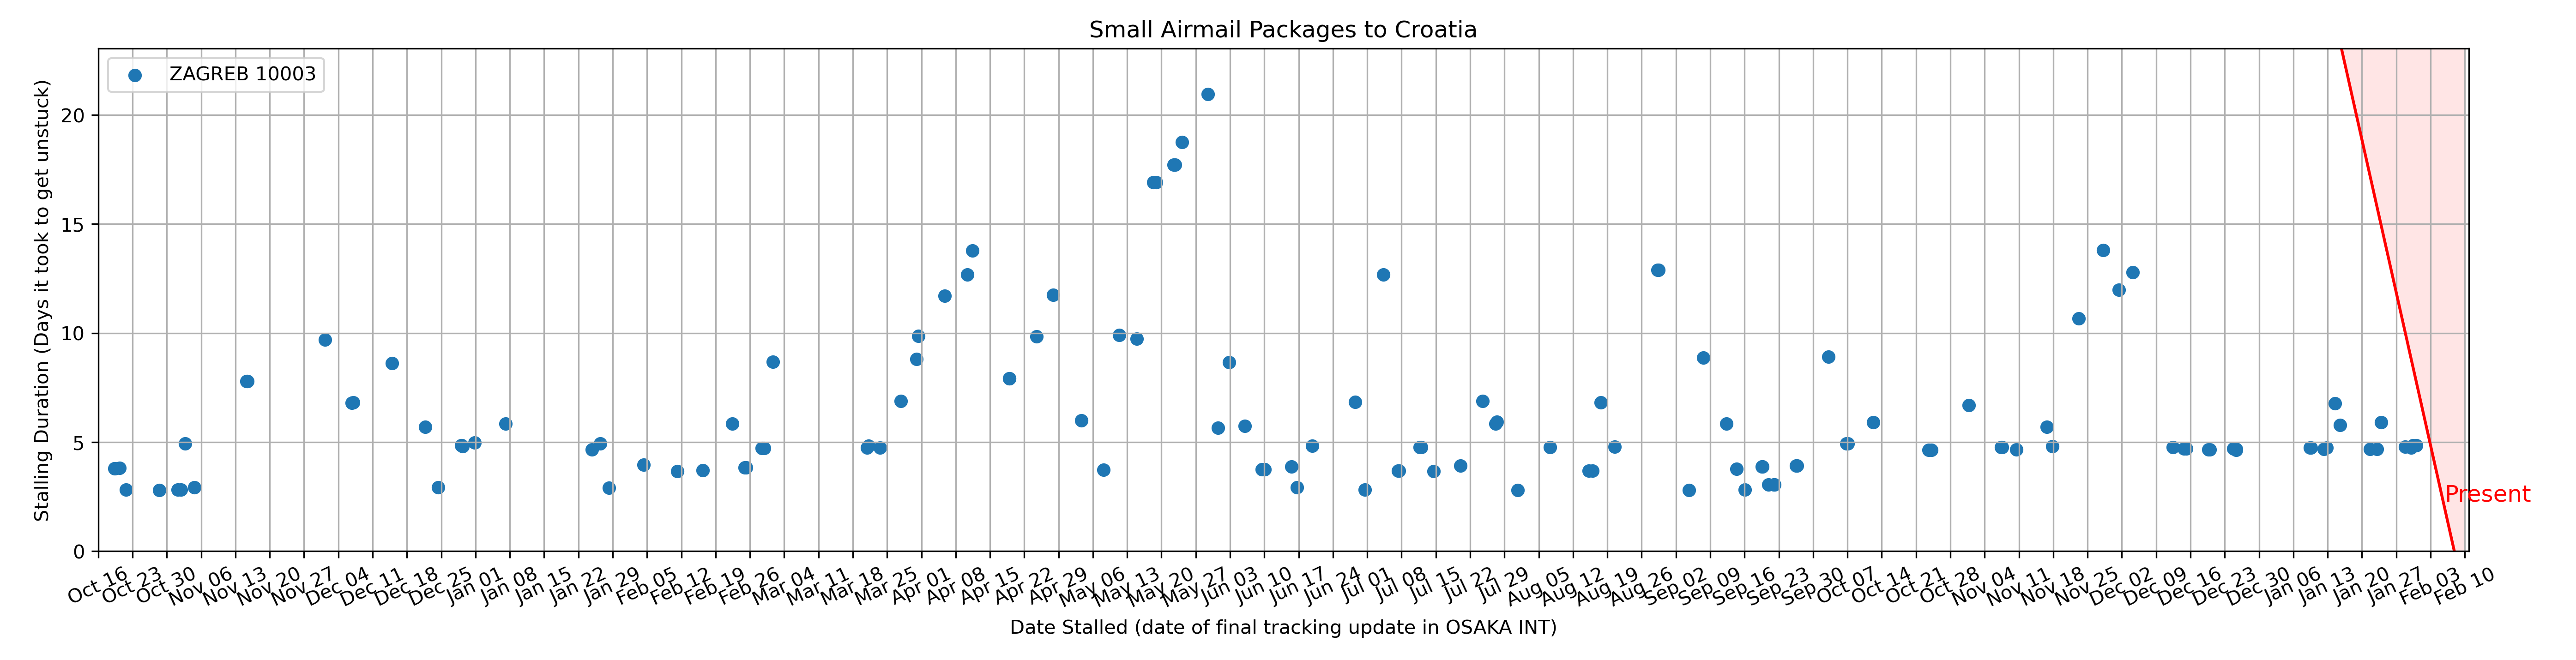 Small Airmail Packages to Croatia
ZAGREB 10003
Stalling Duration (Days it took to get unstuck)
20
15
10
5
0
Present
Oct 16
Oct 23
Oct 30
Nov 06
Nov 13
Nov 20
Nov 27
Dec 04
Dec 11
Dec 18
Dec 25
Jan 01
Jan 08
Jan 15
Jan 22
Jan 29
Feb 05
Feb 12
Feb 19
Feb 26
Mar 04
Mar 11
Mar 18
Mar 25
Apr 01
Apr 08
Apr 15
Apr 22
Apr 29
May 06
May 13
May 20
May 27
Jun 03
Jun 10
Jun 17
Jun 24
Jul 01
Jul 08
Jul 15
Jul 22
Jul 29
Aug 05
Aug 12
Aug 19
Aug 26
Sep 02
Sep 09
Sep 16
Sep 23
Sep 30
Oct 07
Oct 14
Oct 21
Oct 28
Nov 04
Nov 11
Nov 18
Nov 25
Dec 02
Dec 09
Dec 16
Dec 23
Dec 30
Jan 06
Jan 13
Jan 20
Jan 27
Feb 03
Feb 10
Date Stalled (date of final tracking update in OSAKA INT)